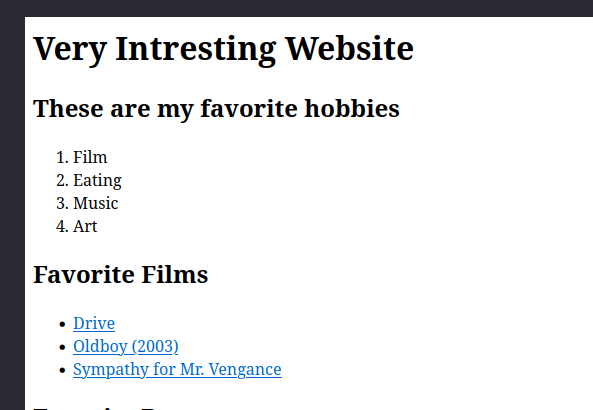 Very Intresting Website
These are my favorite hobbies
1. Film
2. Eating
3. Music
4. Art
Favorite Films
• Drive
• Oldboy (2003)
• Sympathy for Mr. Vengance